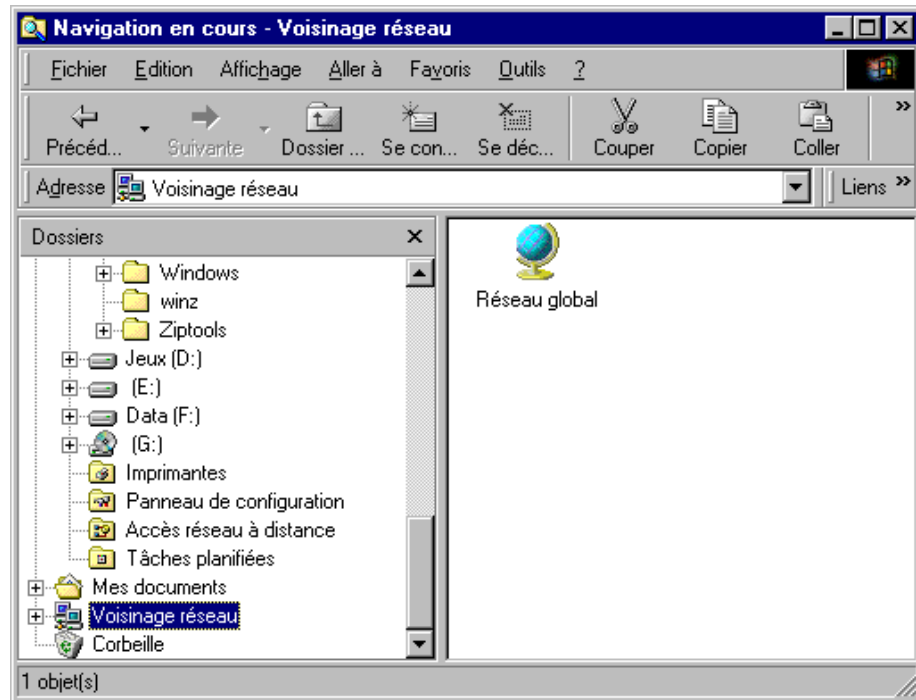 Navigation en cours - Voisinage réseau
Fichier Edition Affichage Aller à Favoris Outils ?
Précéd... Suivante Dossier ... Se con... Se déc... Couper Copier Coller »
Adresse Voisinage réseau Liens »
Dossiers
Windows
winz
Ziptools
Jeux (D:)
(E:)
Data (F:)
(G:)
Imprimantes
Panneau de configuration
Accès réseau à distance
Tâches planifiées
Mes documents
Voisinage réseau
Corbeille
Réseau global
1 objet(s)